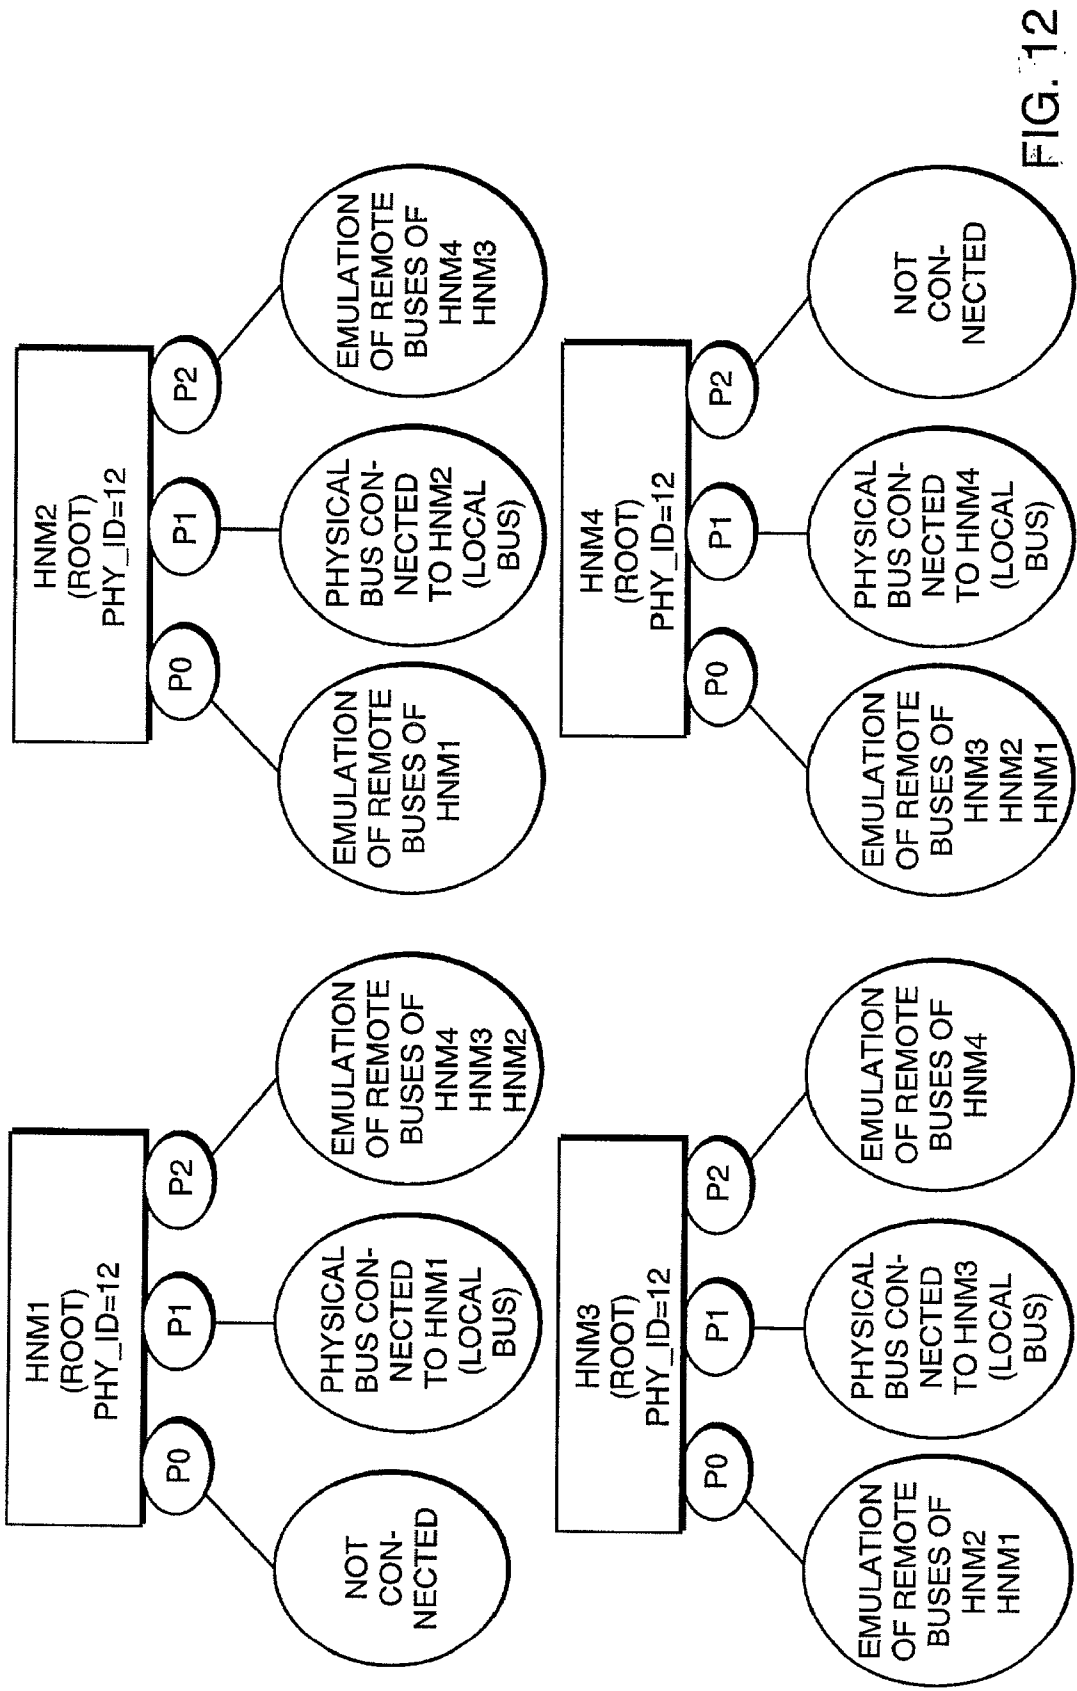 HNM1
(ROOT)
PHY_ID=12
P0
P1
P2
NOT
CON-
NECTED
PHYSICAL
BUS CON-
NECTED
TO HNM1
(LOCAL
BUS)
EMULATION
OF REMOTE
BUSES OF
HNM4
HNM3
HNM2
HNM2
(ROOT)
PHY_ID=12
P0
P1
P2
EMULATION
OF REMOTE
BUSES OF
HNM1
PHYSICAL
BUS CON-
NECTED
TO HNM2
(LOCAL
BUS)
EMULATION
OF REMOTE
BUSES OF
HNM4
HNM3
HNM3
(ROOT)
PHY_ID=12
P0
P1
P2
EMULATION
OF REMOTE
BUSES OF
HNM2
HNM1
PHYSICAL
BUS CON-
NECTED
TO HNM3
(LOCAL
BUS)
EMULATION
OF REMOTE
BUSES OF
HNM4
HNM4
(ROOT)
PHY_ID=12
P0
P1
P2
EMULATION
OF REMOTE
BUSES OF
HNM3
HNM2
HNM1
PHYSICAL
BUS CON-
NECTED
TO HNM4
(LOCAL
BUS)
NOT
CON-
NECTED
FIG. 12